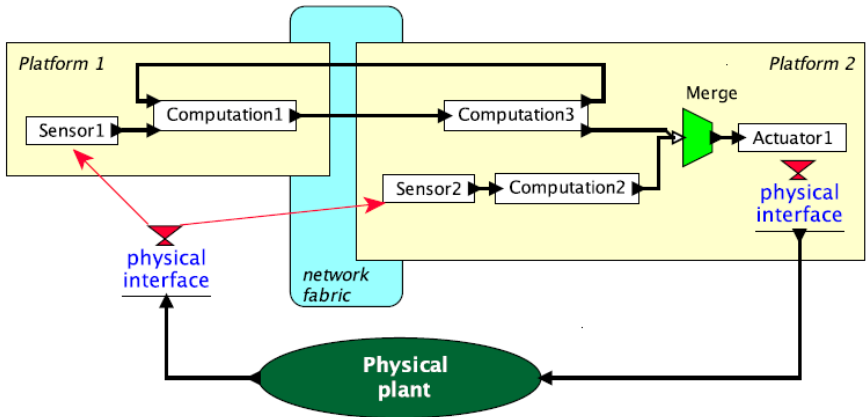 Platform 1
Platform 2
Merge
Computation1
Computation3
Sensor1
Actuator1
Sensor2
Computation2
physical
interface
physical
interface
network
fabric
Physical
plant